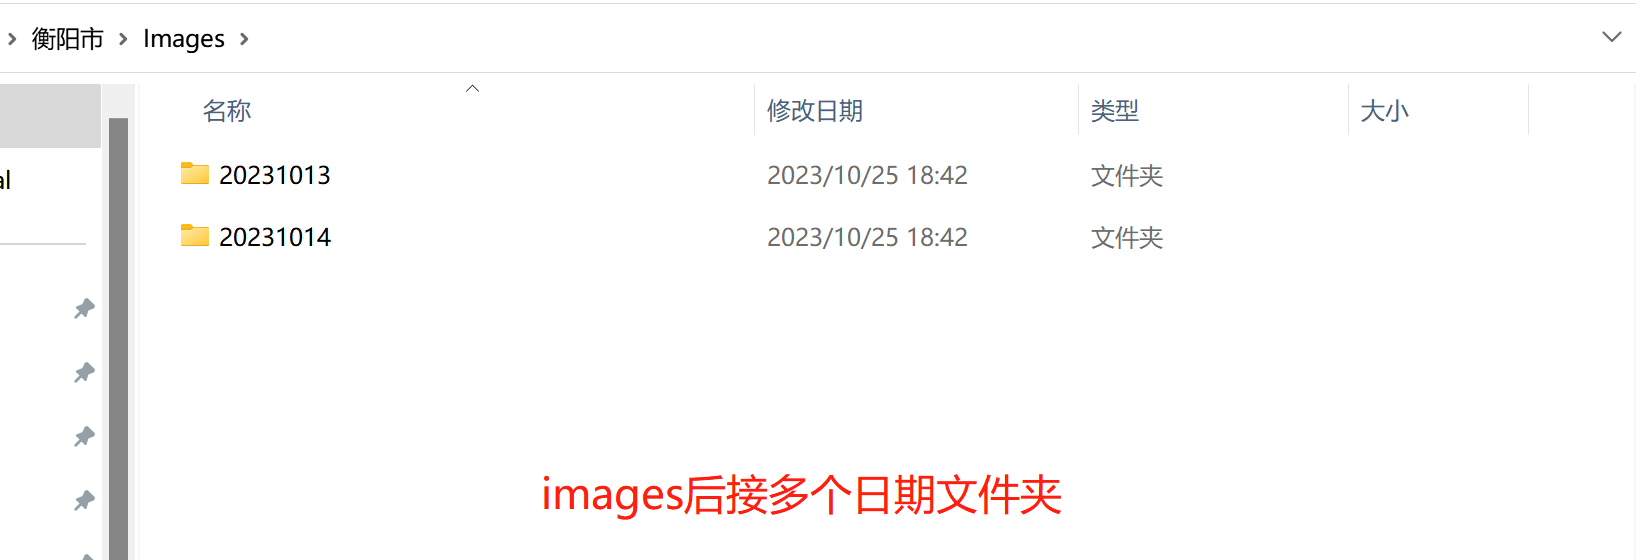 衡阳市 Images
名称 修改日期 类型 大小
al
20231013 2023/10/25 18:42 文件夹
20231014 2023/10/25 18:42 文件夹
images后接多个日期文件夹